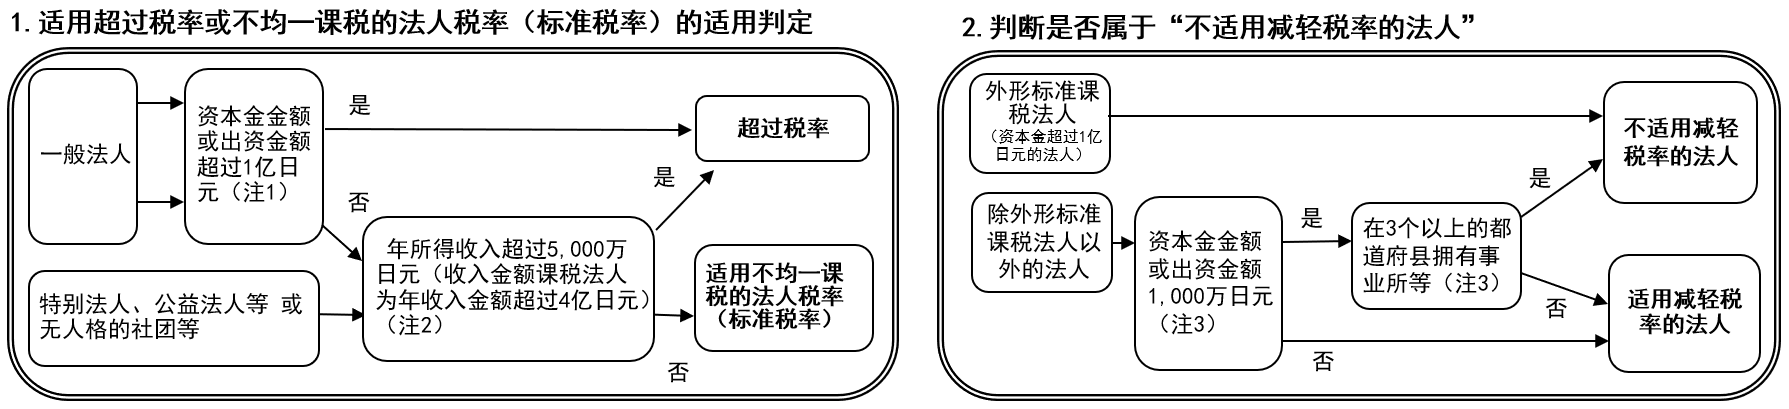 1.适用超过税率或不均一课税的法人税率（标准税率）的适用判定
一般法人
资本金金额
或出资金额
超过1亿日
元（注1）
是
否
超过税率
是
特别法人、公益法人等 或
无人格的社团等
年所得收入超过5,000万
日元（收入金额课税法人
为年收入金额超过4亿日元）
（注2）
适用不均一课
税的法人税率
（标准税率）
否
2.判断是否属于“不适用减轻税率的法人”
外形标准课
税法人
（资本金超过1亿
日元的法人）
不适用减轻
税率的法人
除外形标准
课税法人以
外的法人
资本金金额
或出资金额
1,000万日元
（注3）
是
在3个以上的都
道府县拥有事
业所等（注3）
是
否
适用减轻税
率的法人
否